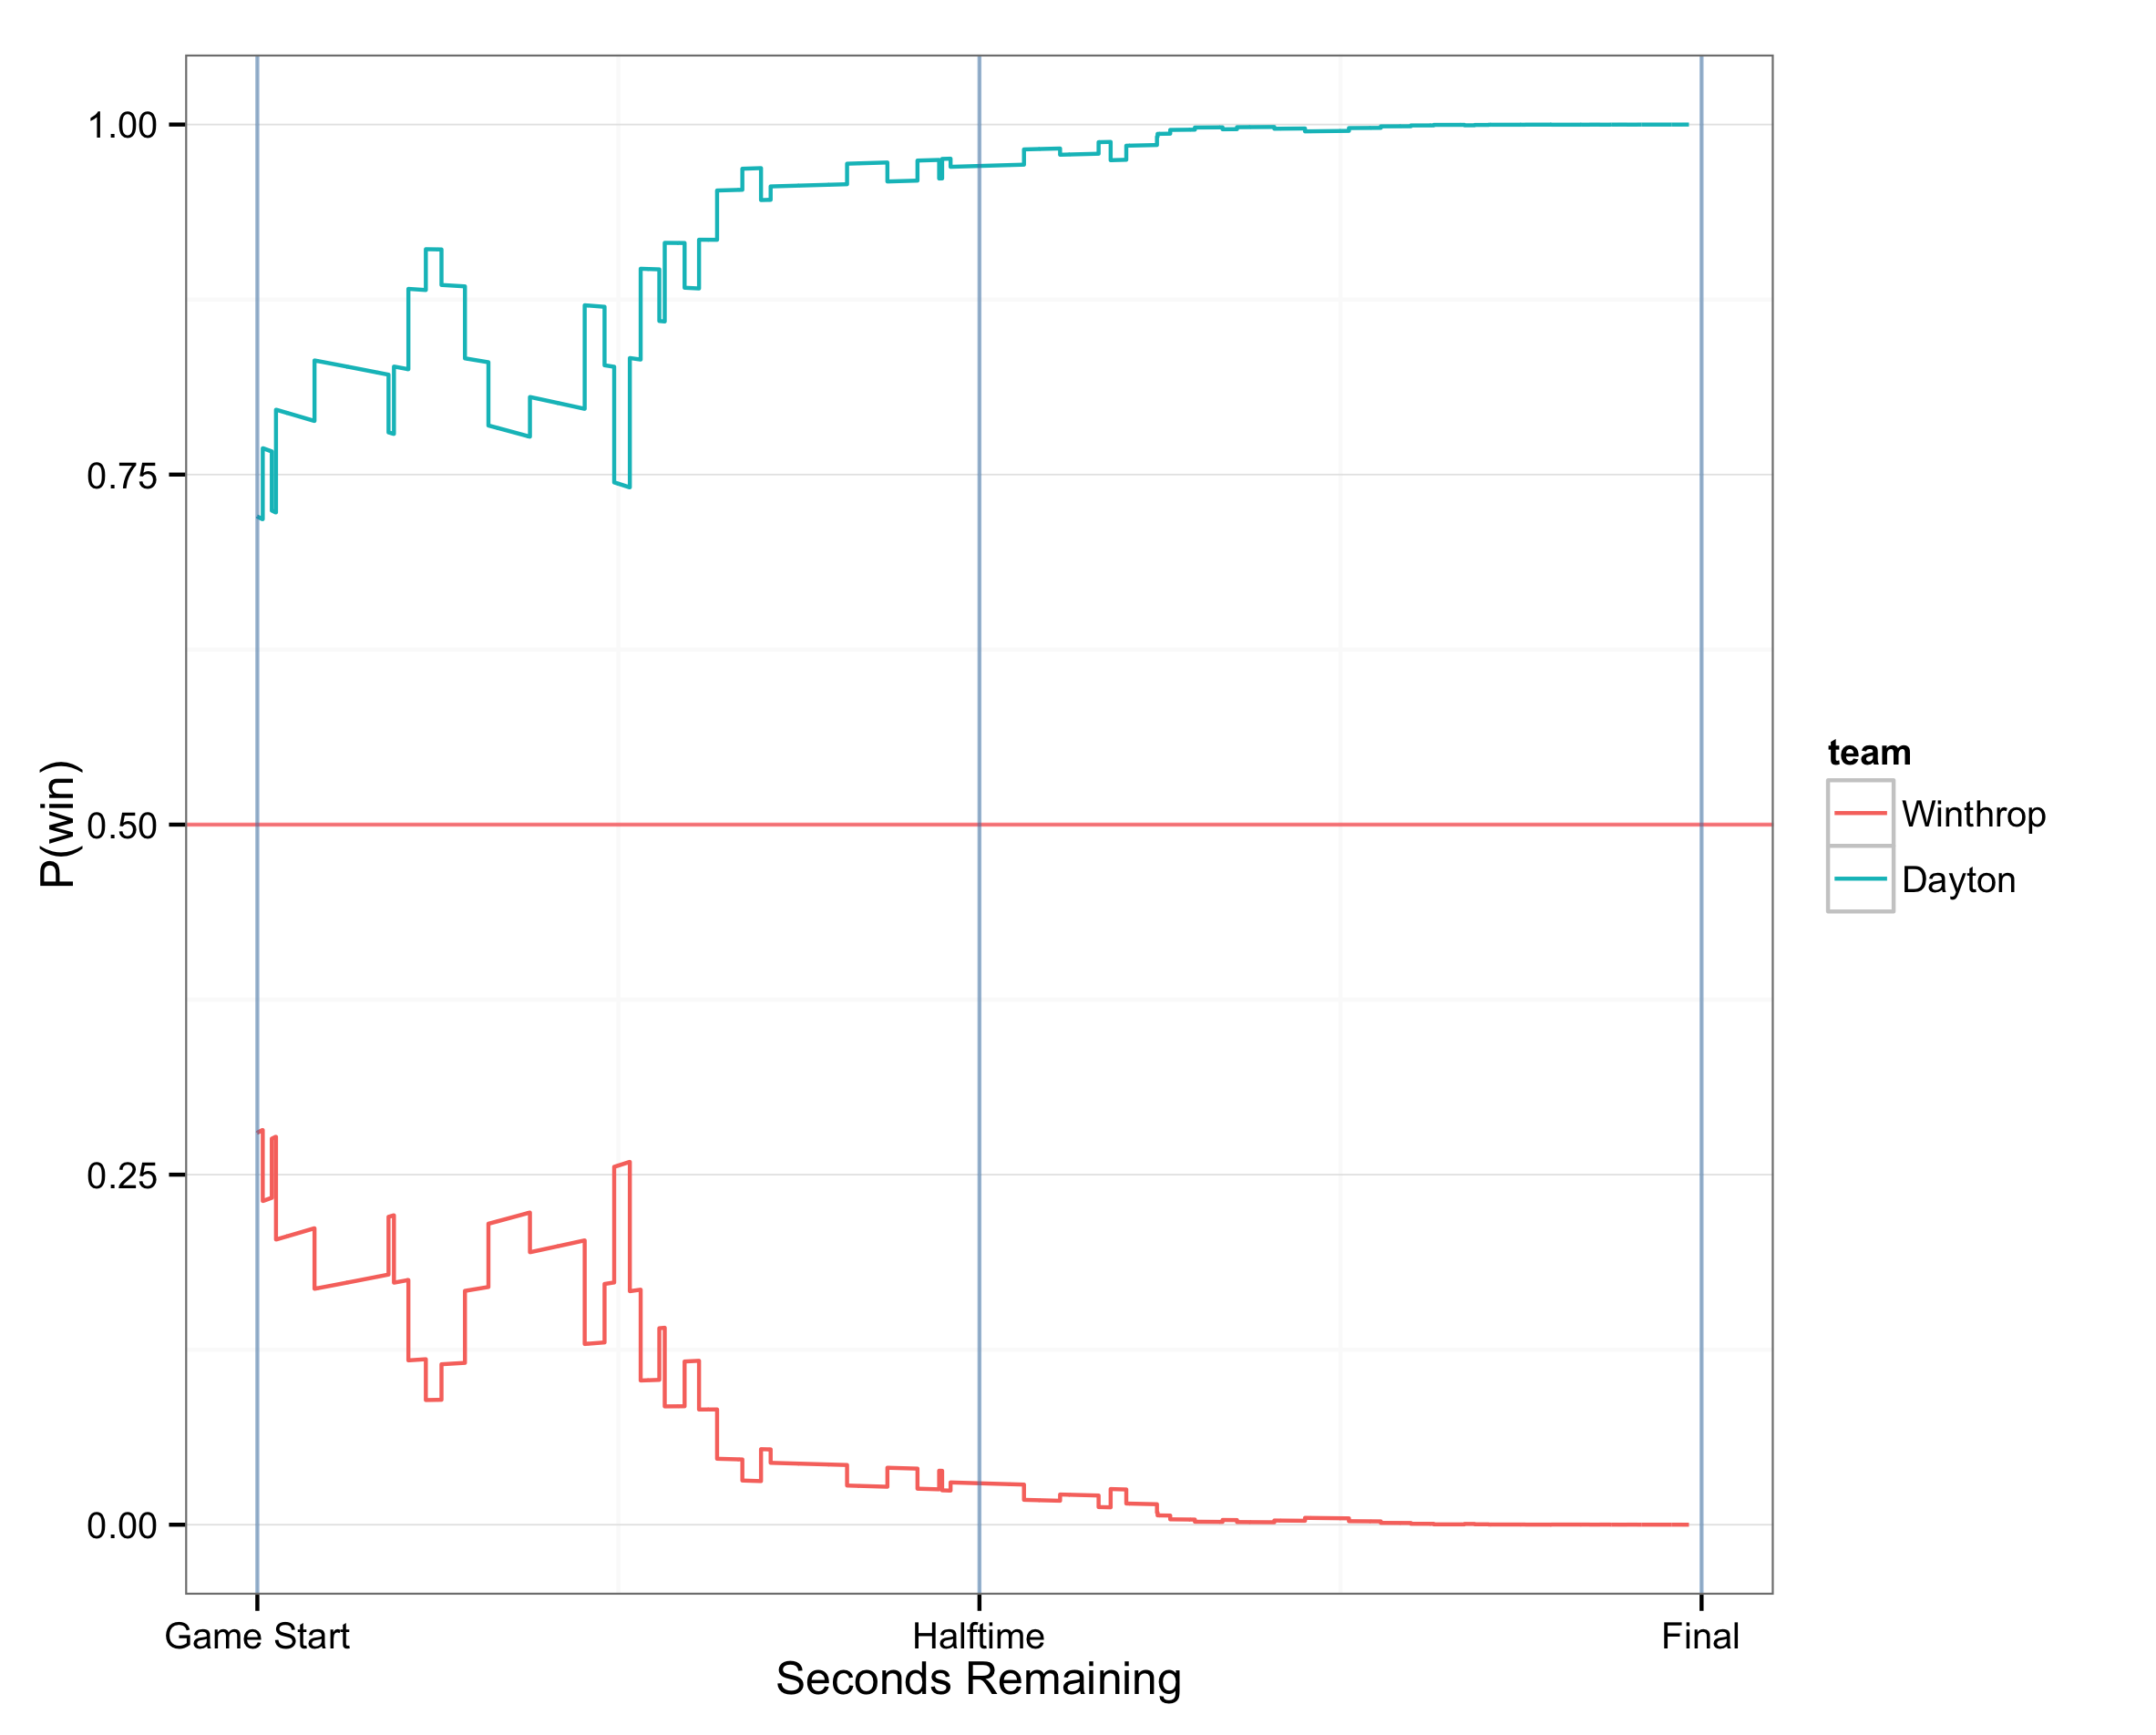 1.00
0.75
0.50
0.25
0.00
P(win)
Game Start
Halftime
Final
Seconds Remaining
team
Winthrop
Dayton